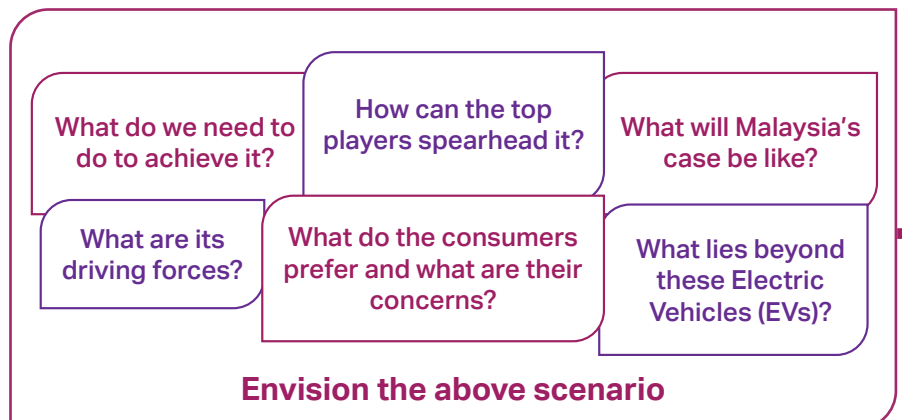 What do we need to
do to achieve it?
How can the top
players spearhead it?
What will Malaysia's
case be like?
What are its
driving forces?
What do the consumers
prefer and what are their
concerns?
What lies beyond
these Electric
Vehicles (EVs)?
Envision the above scenario